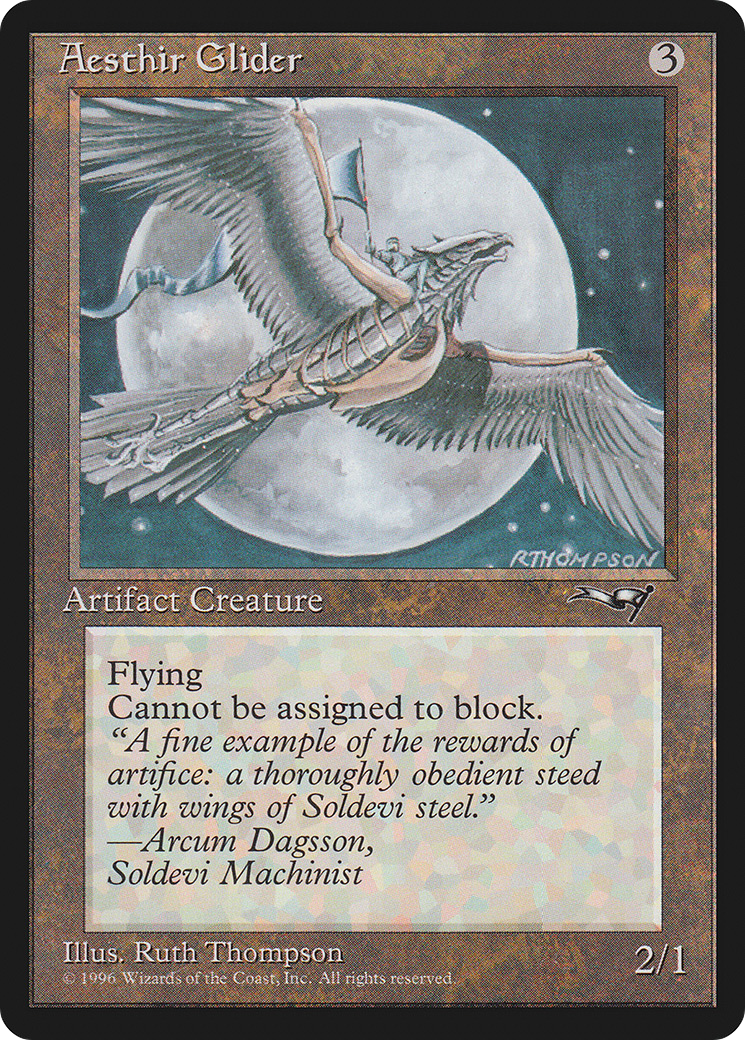 Aesthir Glider
3
RTHOMPSON
Artifact Creature
Flying
Cannot be assigned to block.
“A fine example of the rewards of
artifice: a thoroughly obedient steed
with wings of Soldevi steel.”
—Arcum Dagsson,
Soldevi Machinist
Illus. Ruth Thompson
2/1
© 1996 Wizards of the Coast, Inc. All rights reserved.